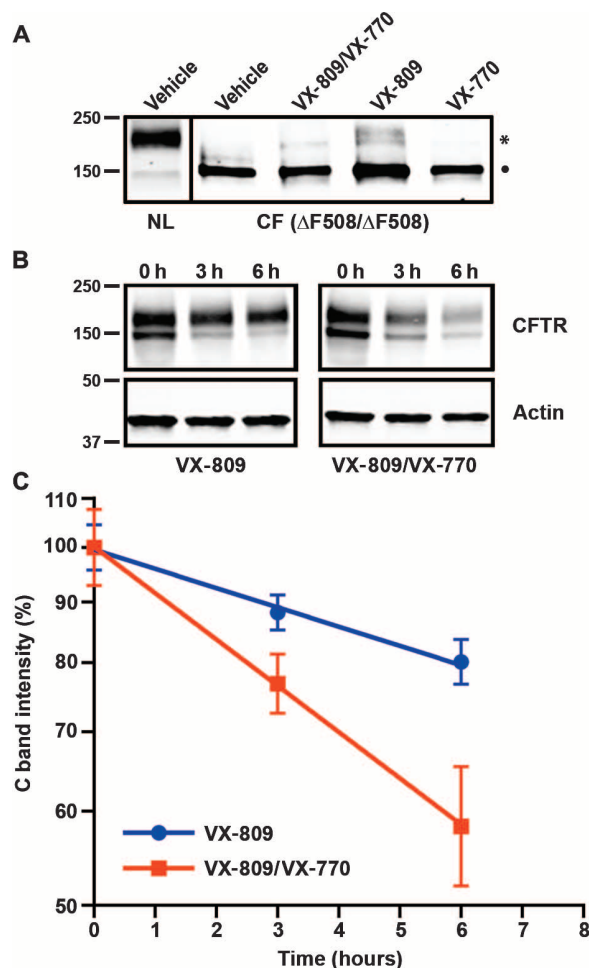 A
Vehicle Vehicle VX-809/VX-770 VX-809 VX-770
250
*
150
•
NL CF (ΔF508/ΔF508)
B
0 h 3 h 6 h 0 h 3 h 6 h
250
CFTR
150
50
Actin
37
VX-809 VX-809/VX-770
C
110
100
90
80
70
60
50
C band intensity (%)
VX-809
VX-809/VX-770
0 1 2 3 4 5 6 7 8
Time (hours)